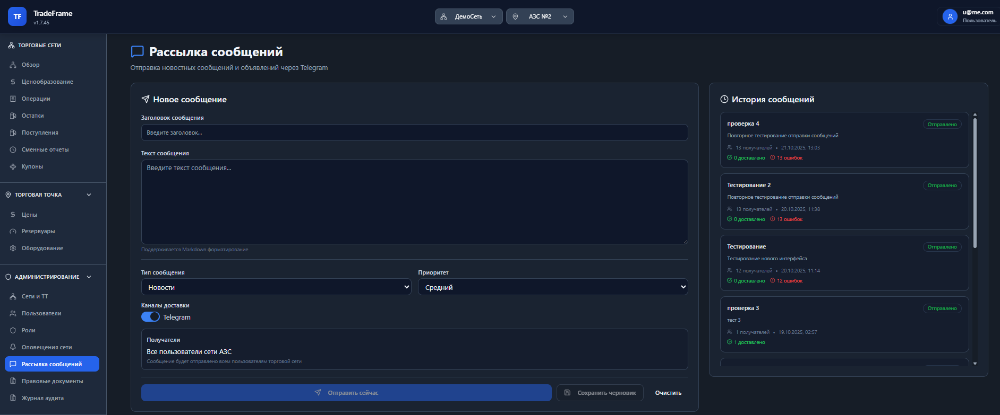 TF
TradeFrame
v1.7.45
ДемоСеть
АЗС №2
u@me.com
Пользователь
ТОРГОВЫЕ СЕТИ
Обзор
Ценообразование
Операции
Остатки
Поступления
Сменные отчеты
Купоны
ТОРГОВАЯ ТОЧКА
Цены
Резервуары
Оборудование
АДМИНИСТРИРОВАНИЕ
Сети и ТТ
Пользователи
Роли
Оповещения сети
Рассылка сообщений
Правовые документы
Журнал аудита
Рассылка сообщений
Отправка новостных сообщений и объявлений через Telegram
Новое сообщение
Заголовок сообщения
Введите заголовок...
Текст сообщения
Введите текст сообщения...
Поддерживается Markdown форматирование
Тип сообщения
Новости
Приоритет
Средний
Каналы доставки
Telegram
Получатели
Все пользователи сети АЗС
Сообщение будет отправлено всем пользователям торговой сети
Отправить сейчас
Сохранить черновик
Очистить
История сообщений
проверка 4
Отправлено
Повторное тестирование отправки сообщений
13 получателей • 21.10.2025, 13:03
0 доставлено 13 ошибок
Тестирование 2
Отправлено
Повторное тестирование отправки сообщений
13 получателей • 20.10.2025, 11:38
0 доставлено 13 ошибок
Тестирование
Отправлено
Тестирование нового интерфейса
12 получателей • 20.10.2025, 11:14
0 доставлено 12 ошибок
проверка 3
Отправлено
тест 3
1 получателей • 19.10.2025, 02:57
1 доставлено